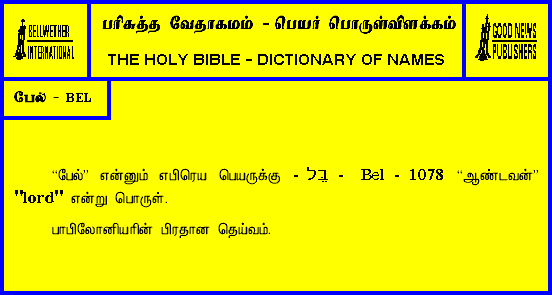 BELLWETHER
INTERNATIONAL
பரிசுத்த வேதாகமம் - பெயர் பொருள்விளக்கம்
THE HOLY BIBLE - DICTIONARY OF NAMES
GOOD NEWS
PUBLISHERS
பேல் - BEL
“பேல்” என்னும் எபிரெய பெயருக்கு - בֵּל - Bel - 1078 “ஆண்டவன்”
"lord" என்று பொருள்.
பாபிலோனியரின் பிரதான தெய்வம்.